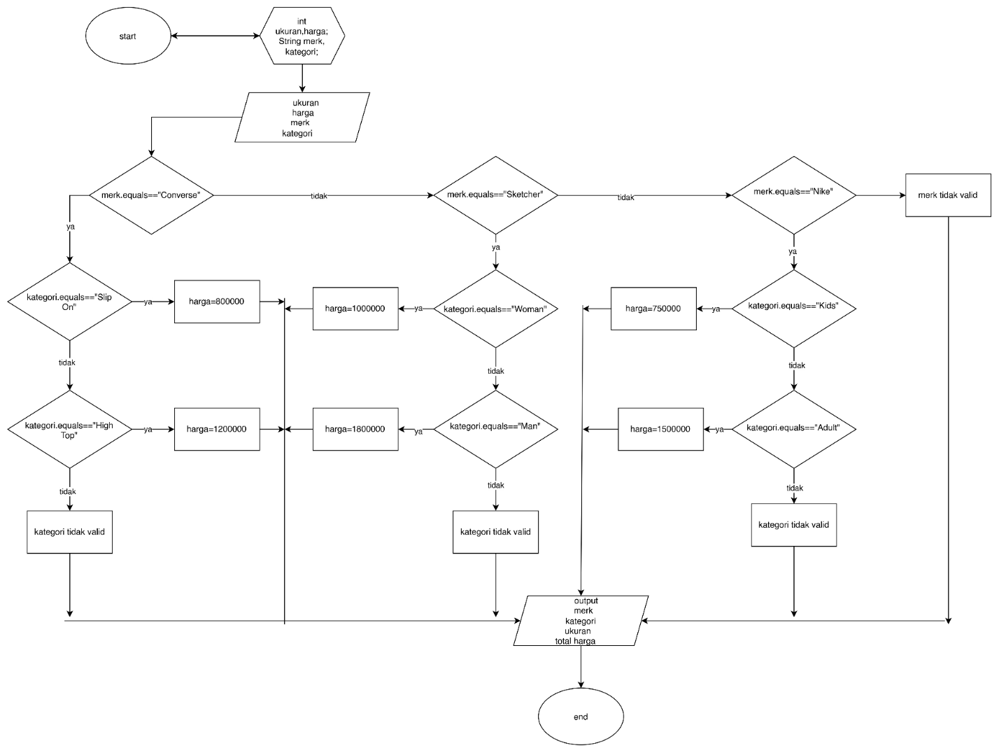 start
int
ukuran,harga;
String merk,
kategori;
ukuran
harga
merk
kategori
merk.equals=="Converse"
tidak
merk.equals=="Sketcher"
tidak
merk.equals=="Nike"
merk tidak valid
ya
ya
ya
kategori.equals=="Slip
On"
ya
harga=800000
harga=1000000
ya
kategori.equals=="Woman"
harga=750000
ya
kategori.equals=="Kids"
tidak
tidak
tidak
kategori.equals=="High
Top"
ya
harga=1200000
harga=1800000
ya
kategori.equals=="Man"
harga=1500000
ya
kategori.equals=="Adult"
tidak
tidak
tidak
kategori tidak valid
kategori tidak valid
kategori tidak valid
output
merk
kategori
ukuran
total harga
end